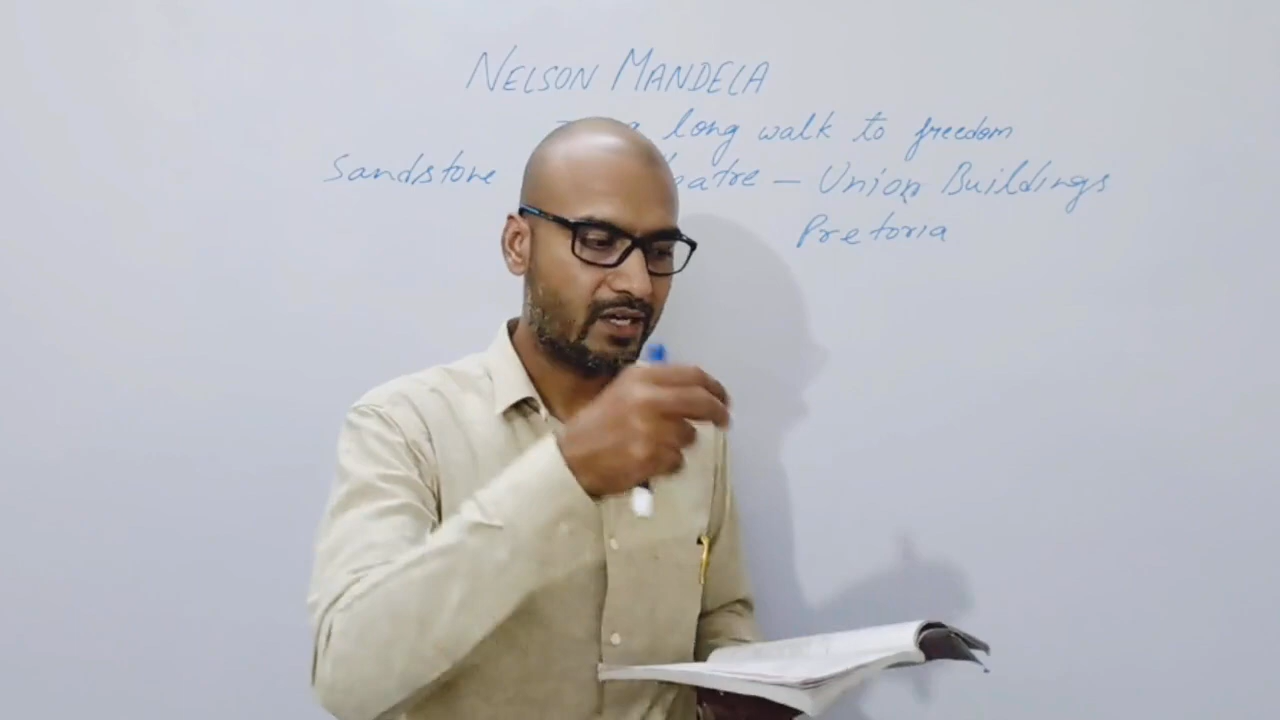 NELSON MANDELA
a long walk to freedom
Sandstone — Union Buildings
Pretoria